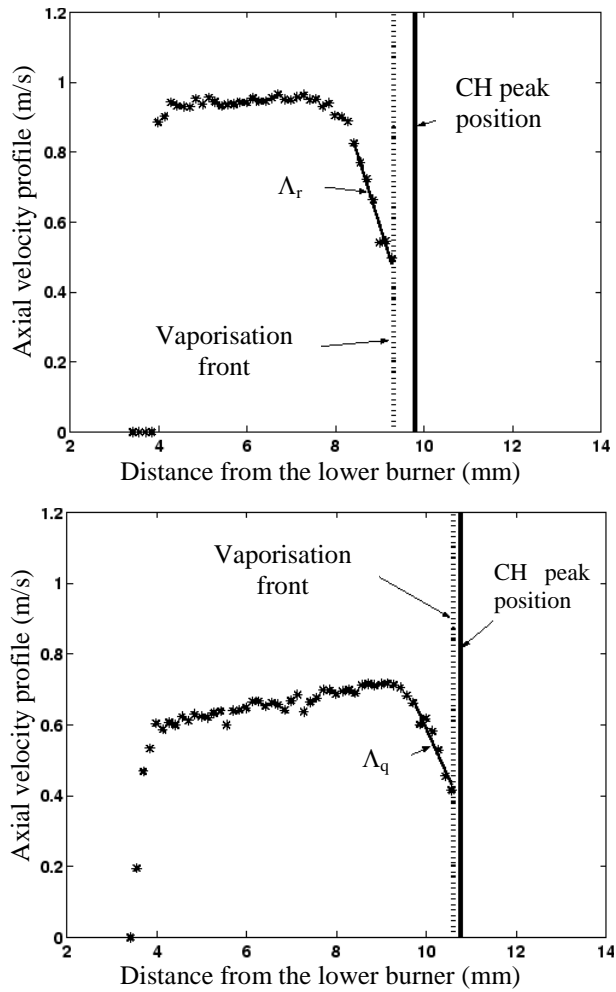 1.2
1
0.8
0.6
0.4
0.2
0
Axial velocity profile (m/s)
CH peak
position
Λr
Vaporisation
front
2 4 6 8 10 12 14
Distance from the lower burner (mm)
1.2
1
0.8
0.6
0.4
0.2
0
Axial velocity profile (m/s)
Vaporisation
front
CH peak
position
Λq
2 4 6 8 10 12 14
Distance from the lower burner (mm)